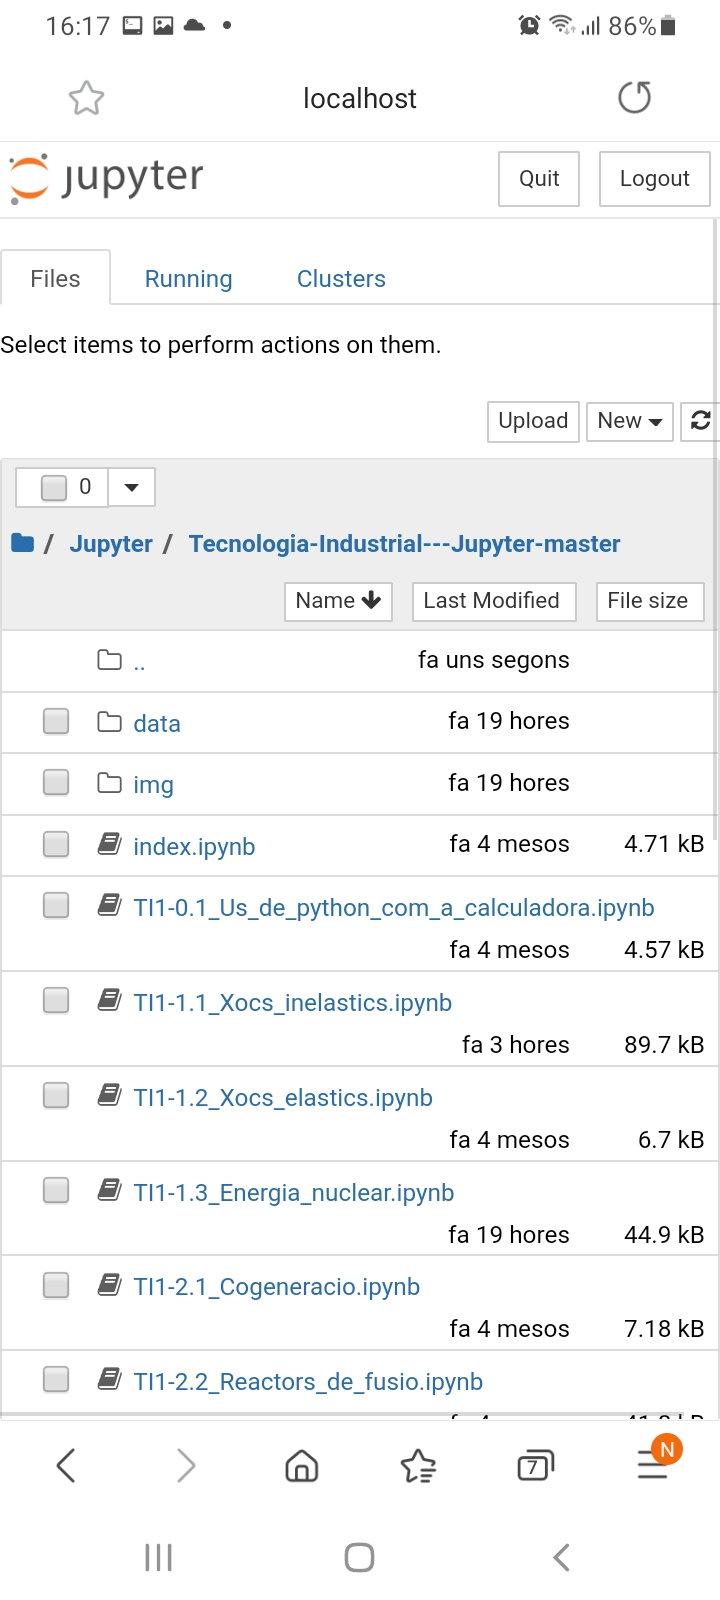 16:17
86%
localhost
jupyter
Quit
Logout
Files
Running
Clusters
Select items to perform actions on them.
Upload
New
0
/ Jupyter / Tecnologia-Industrial---Jupyter-master
Name
Last Modified
File size
.. fa uns segons
data fa 19 hores
img fa 19 hores
index.ipynb fa 4 mesos 4.71 kB
TI1-0.1_Us_de_python_com_a_calculadora.ipynb
fa 4 mesos 4.57 kB
TI1-1.1_Xocs_inelastics.ipynb
fa 3 hores 89.7 kB
TI1-1.2_Xocs_elastics.ipynb
fa 4 mesos 6.7 kB
TI1-1.3_Energia_nuclear.ipynb
fa 19 hores 44.9 kB
TI1-2.1_Cogeneracio.ipynb
fa 4 mesos 7.18 kB
TI1-2.2_Reactors_de_fusio.ipynb
7
N